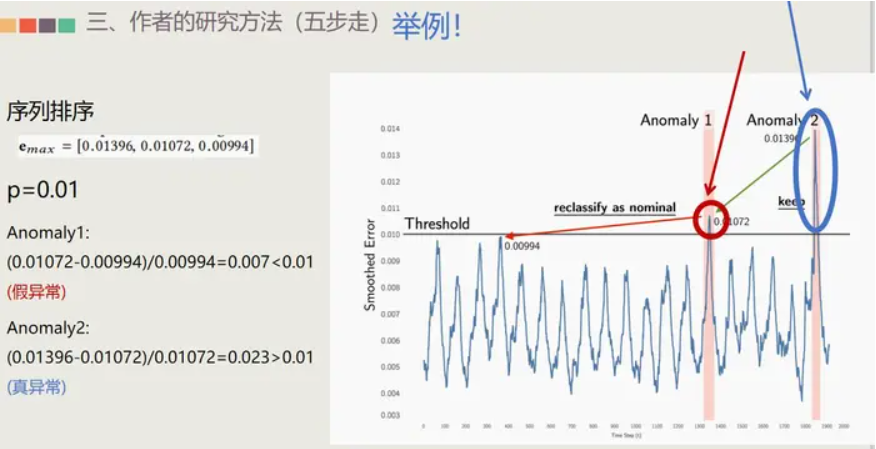 三、作者的研究方法（五步走）举例！
序列排序
e_max = [0.01396, 0.01072, 0.00994]
p=0.01
Anomaly1:
(0.01072-0.00994)/0.00994=0.007<0.01
(假异常)
Anomaly2:
(0.01396-0.01072)/0.01072=0.023>0.01
(真异常)
Anomaly 1
Anomaly 2
0.01396
reclassify as nominal
keep
0.01072
Threshold
0.00994
Smoothed Error
0.014
0.013
0.012
0.011
0.010
0.009
0.008
0.007
0.006
0.005
0.004
0.003
0 100 200 300 400 500 600 700 800 900 1000 1100 1200 1300 1400 1500 1600 1700 1800 1900 2000
Time Step (t)